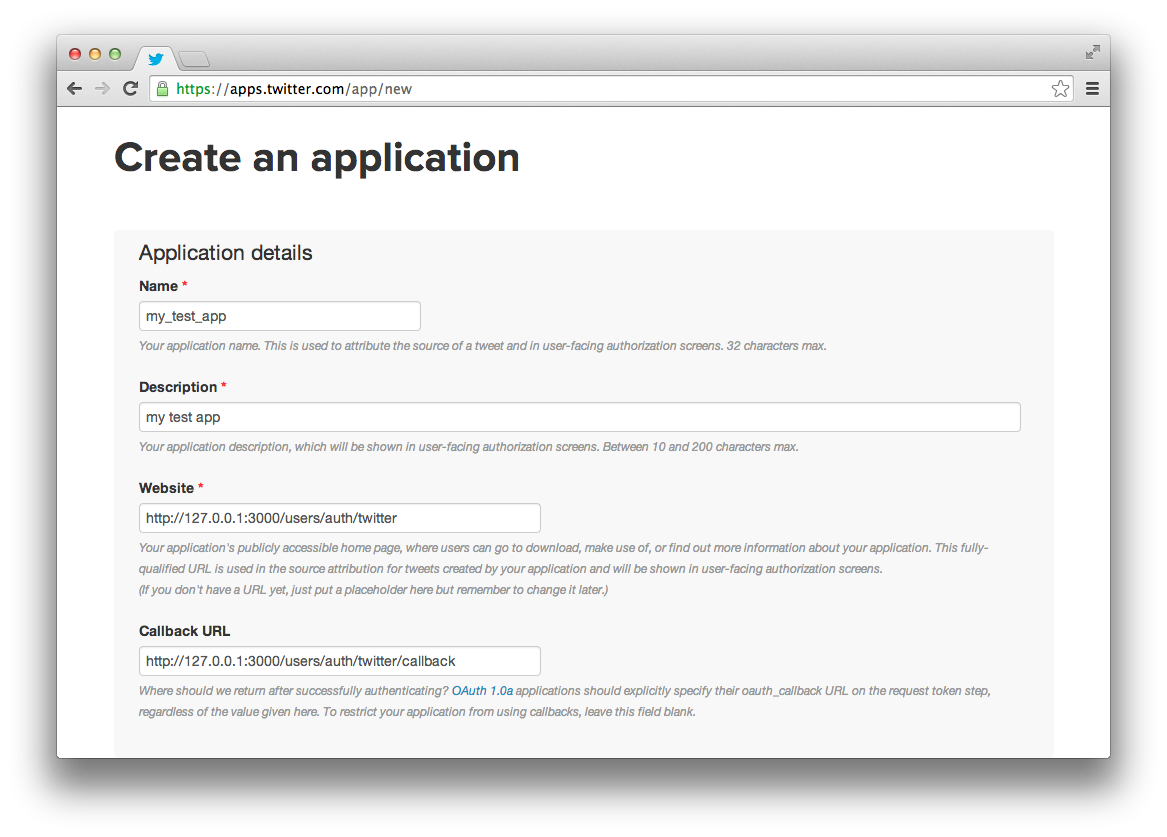 https://apps.twitter.com/app/new
Create an application
Application details
Name *
my_test_app
Your application name. This is used to attribute the source of a tweet and in user-facing authorization screens. 32 characters max.
Description *
my test app
Your application description, which will be shown in user-facing authorization screens. Between 10 and 200 characters max.
Website *
http://127.0.0.1:3000/users/auth/twitter
Your application's publicly accessible home page, where users can go to download, make use of, or find out more information about your application. This fully-
qualified URL is used in the source attribution for tweets created by your application and will be shown in user-facing authorization screens.
(If you don't have a URL yet, just put a placeholder here but remember to change it later.)
Callback URL
http://127.0.0.1:3000/users/auth/twitter/callback
Where should we return after successfully authenticating? OAuth 1.0a applications should explicitly specify their oauth_callback URL on the request token step,
regardless of the value given here. To restrict your application from using callbacks, leave this field blank.